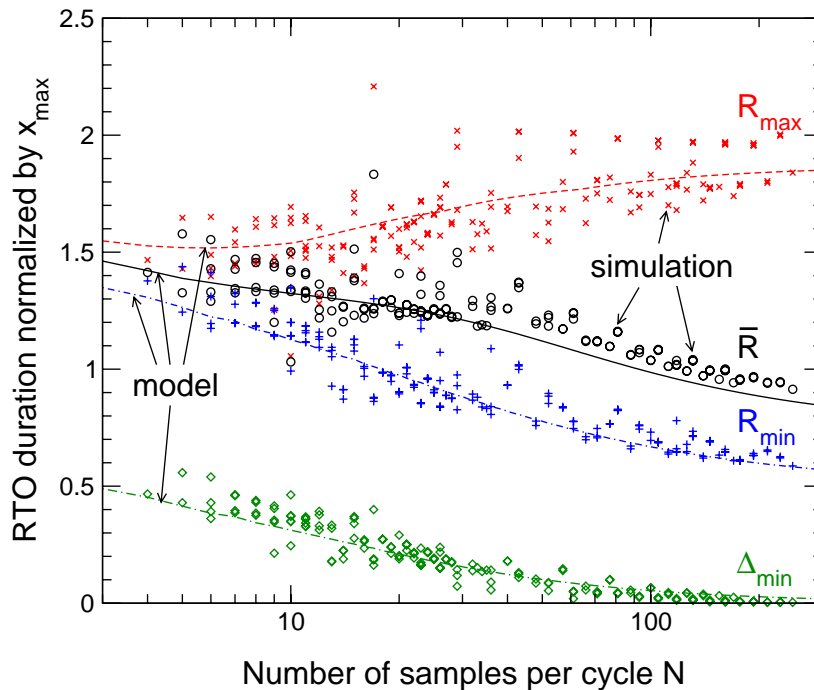 2.5
2
1.5
1
0.5
0
RTO duration normalized by x_max
R_max
simulation
R̅
R_min
model
Δ_min
10
100
Number of samples per cycle N